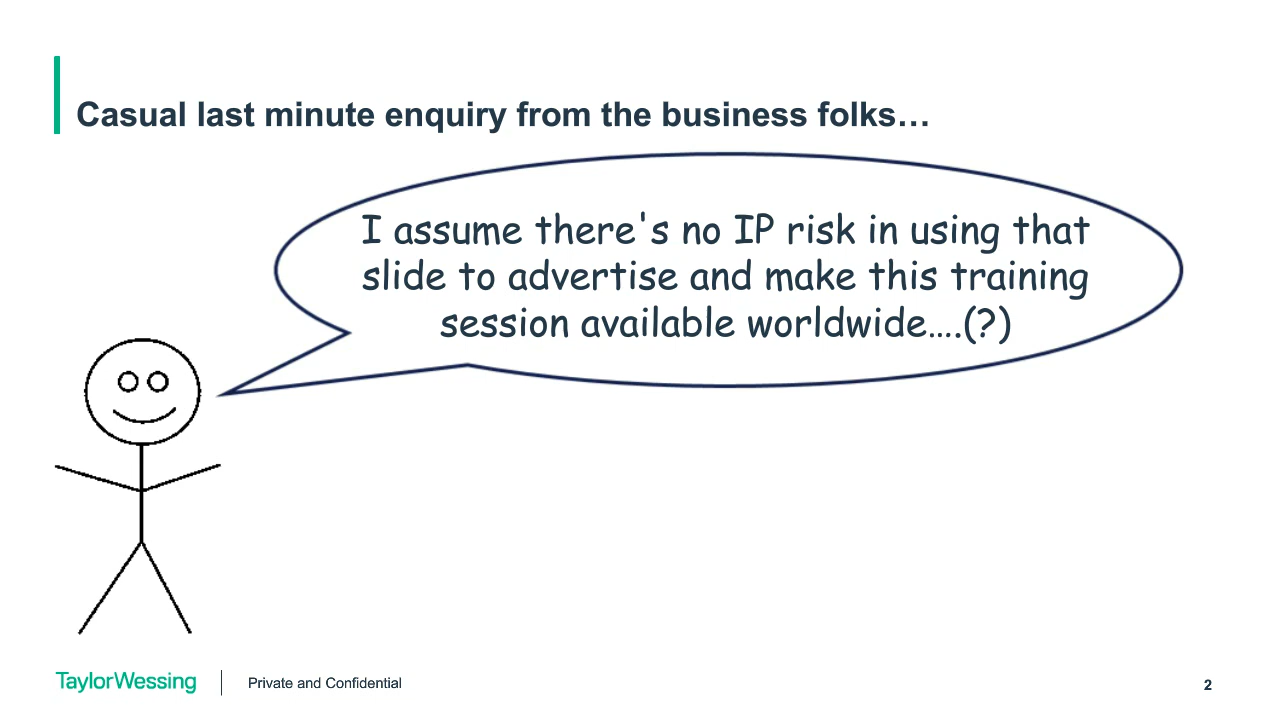 Casual last minute enquiry from the business folks…
I assume there's no IP risk in using that
slide to advertise and make this training
session available worldwide….(?)
TaylorWessing
Private and Confidential
2